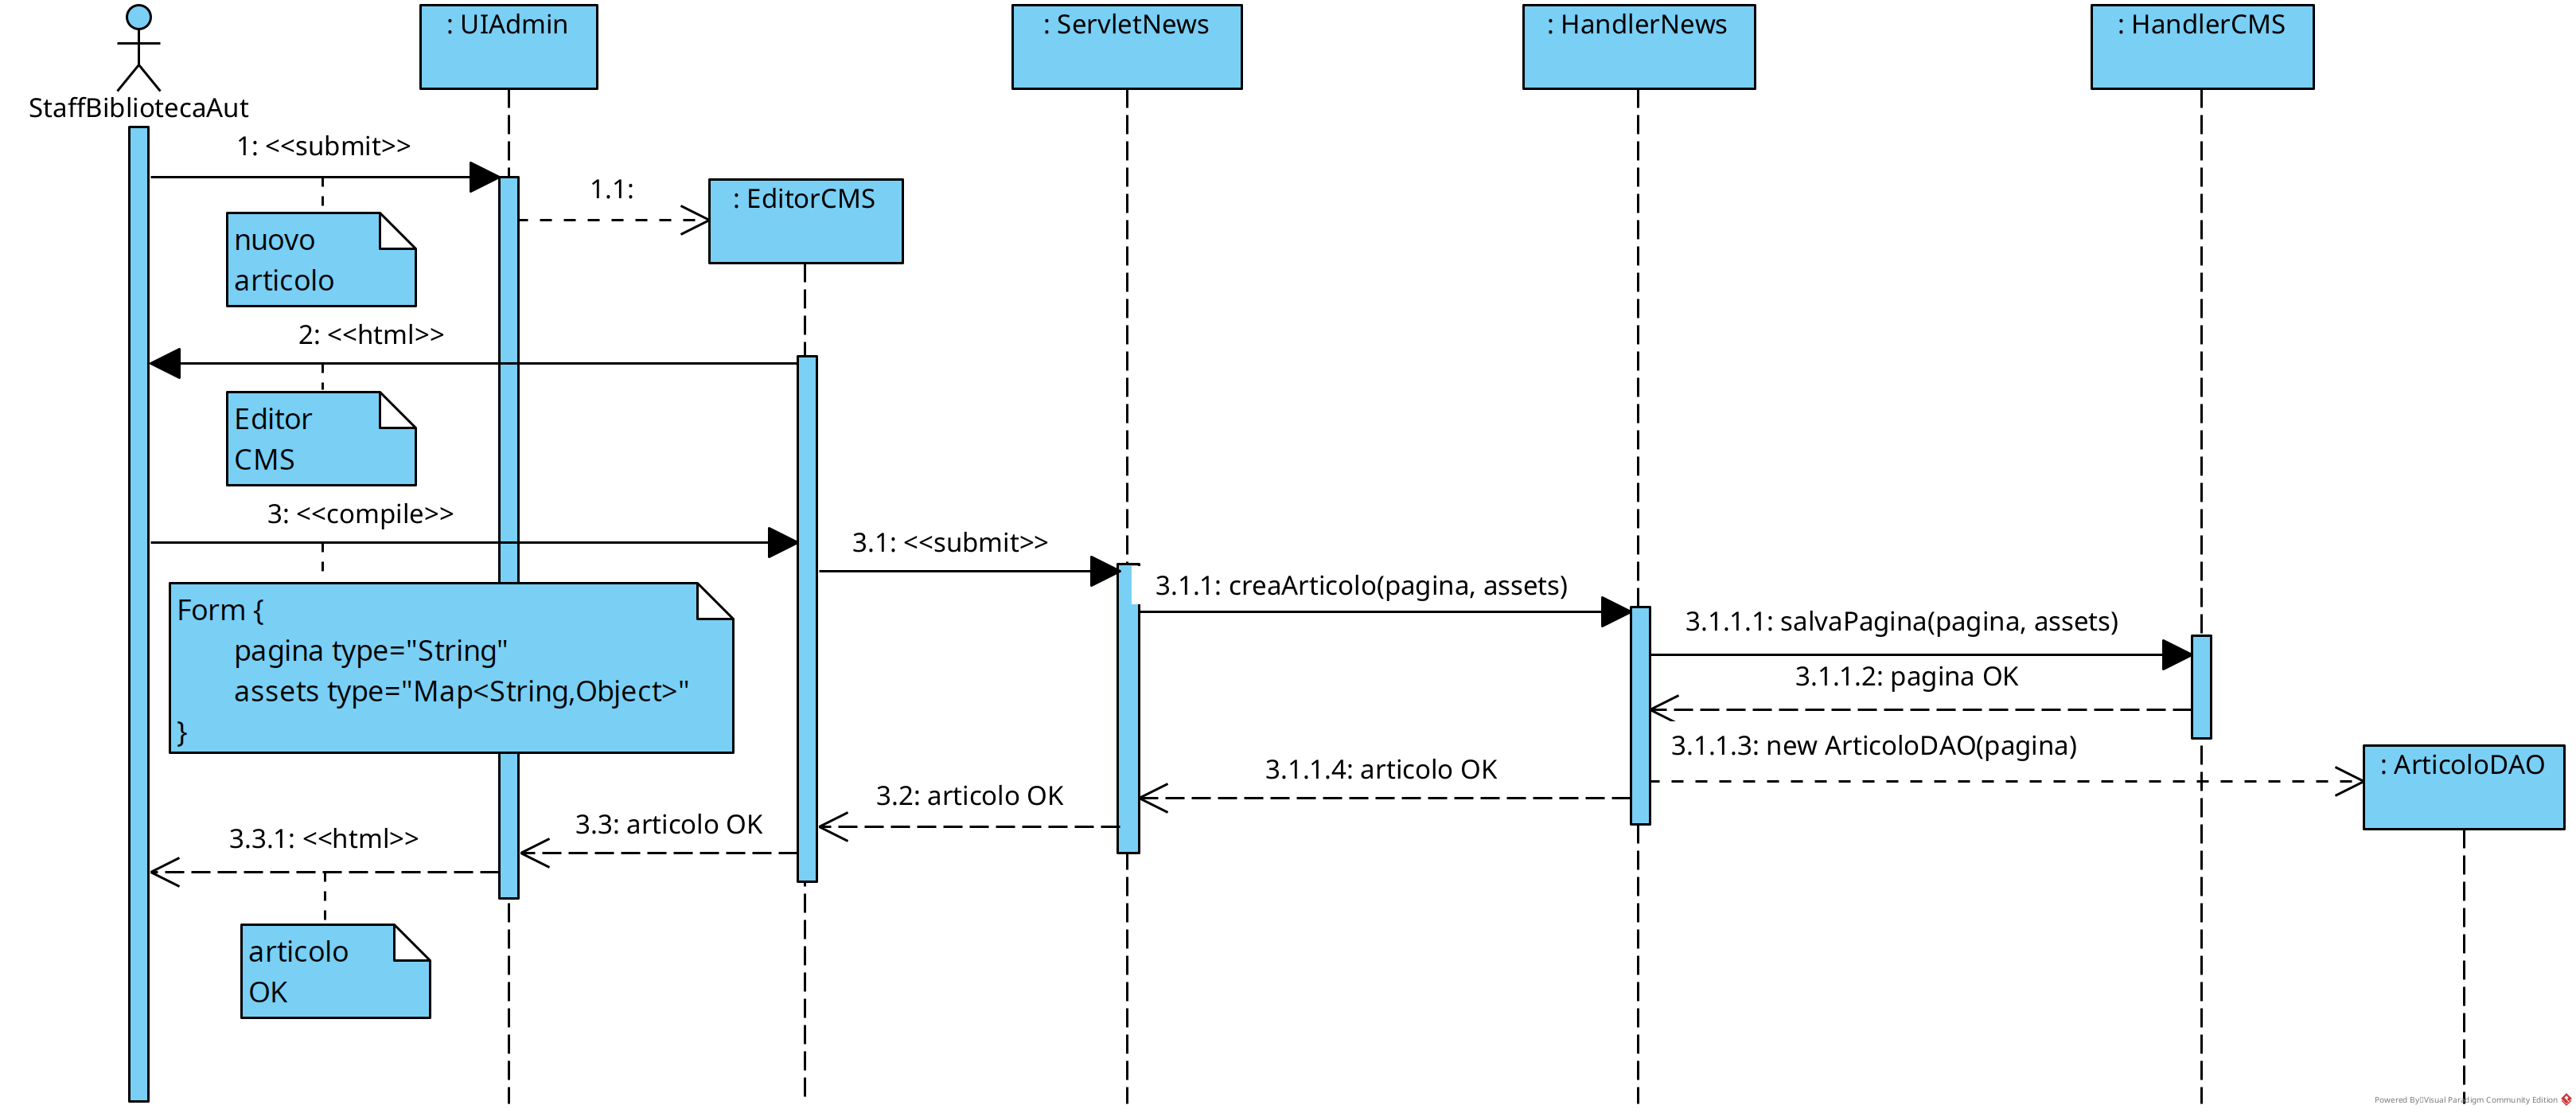 : UIAdmin
: ServletNews
: HandlerNews
: HandlerCMS
StaffBibliotecaAut
1: <<submit>>
1.1:
: EditorCMS
nuovo
articolo
2: <<html>>
Editor
CMS
3: <<compile>>
3.1: <<submit>>
3.1.1: creaArticolo(pagina, assets)
Form {
pagina type="String"
assets type="Map<String,Object>"
}
3.1.1.1: salvaPagina(pagina, assets)
3.1.1.2: pagina OK
3.1.1.3: new ArticoloDAO(pagina)
: ArticoloDAO
3.1.1.4: articolo OK
3.2: articolo OK
3.3: articolo OK
3.3.1: <<html>>
articolo
OK
Powered By Visual Paradigm Community Edition